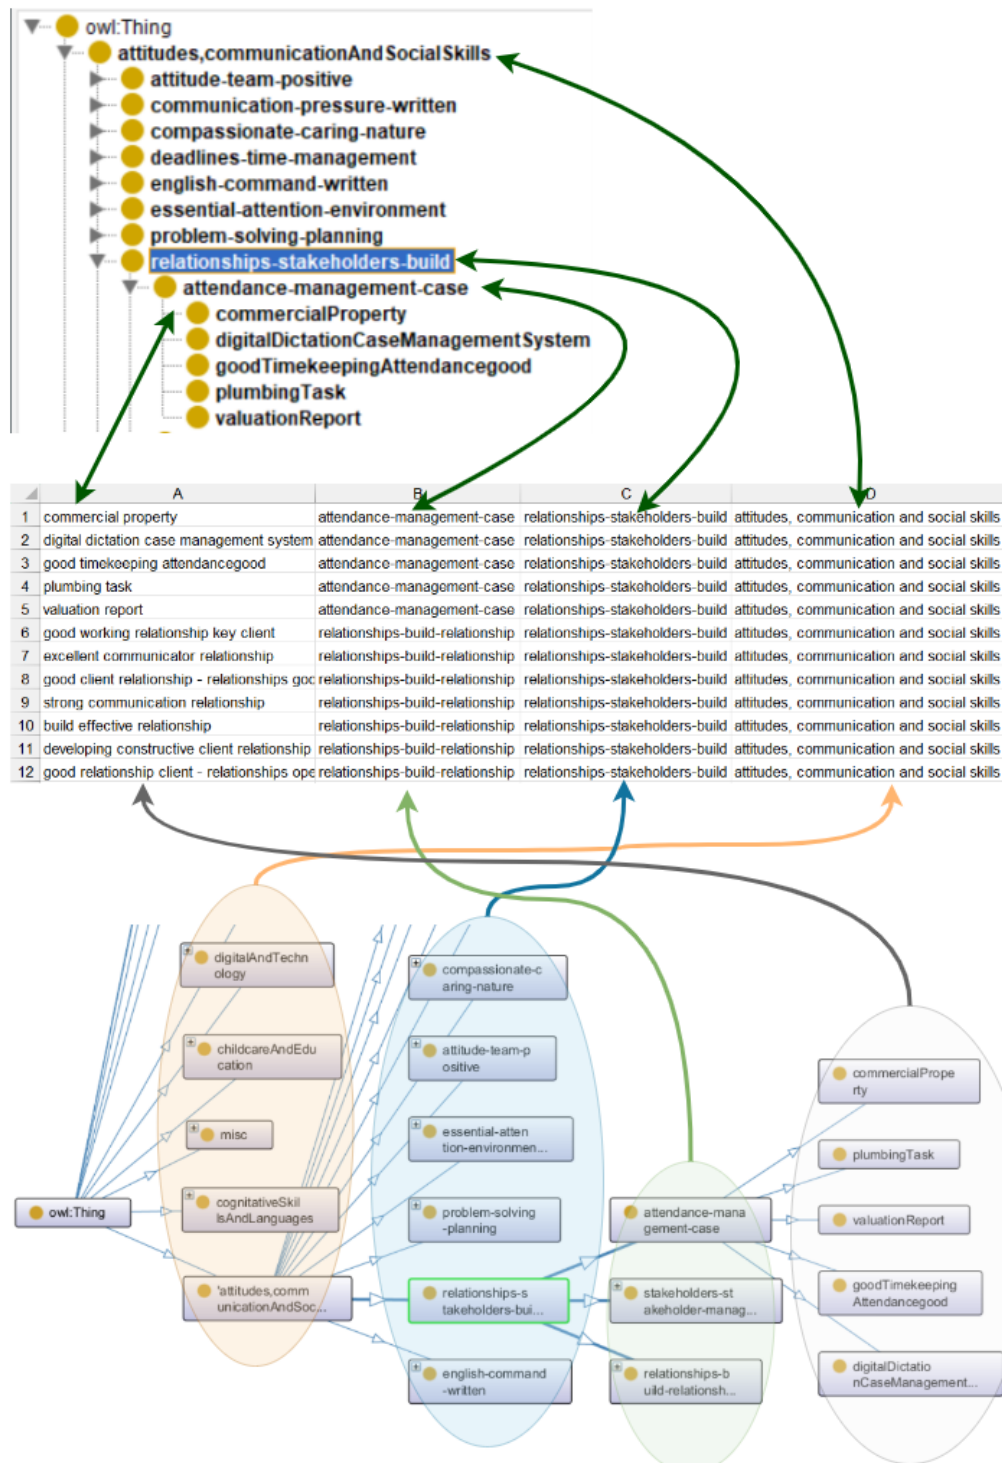 owl:Thing
attitudes,communicationAndSocialSkills
attitude-team-positive
communication-pressure-written
compassionate-caring-nature
deadlines-time-management
english-command-written
essential-attention-environment
problem-solving-planning
relationships-stakeholders-build
attendance-management-case
commercialProperty
digitalDictationCaseManagementSystem
goodTimekeepingAttendancegood
plumbingTask
valuationReport
A B C D
1 commercial property attendance-management-case relationships-stakeholders-build attitudes, communication and social skills
2 digital dictation case management system attendance-management-case relationships-stakeholders-build attitudes, communication and social skills
3 good timekeeping attendancegood attendance-management-case relationships-stakeholders-build attitudes, communication and social skills
4 plumbing task attendance-management-case relationships-stakeholders-build attitudes, communication and social skills
5 valuation report attendance-management-case relationships-stakeholders-build attitudes, communication and social skills
6 good working relationship key client relationships-build-relationship relationships-stakeholders-build attitudes, communication and social skills
7 excellent communicator relationship relationships-build-relationship relationships-stakeholders-build attitudes, communication and social skills
8 good client relationship - relationships goo relationships-build-relationship relationships-stakeholders-build attitudes, communication and social skills
9 strong communication relationship relationships-build-relationship relationships-stakeholders-build attitudes, communication and social skills
10 build effective relationship relationships-build-relationship relationships-stakeholders-build attitudes, communication and social skills
11 developing constructive client relationship relationships-build-relationship relationships-stakeholders-build attitudes, communication and social skills
12 good relationship client - relationships ope relationships-build-relationship relationships-stakeholders-build attitudes, communication and social skills
owl:Thing
digitalAndTechn
ology
childcareAndEdu
cation
misc
cognitativeSkil
lsAndLanguages
'attitudes,comm
unicationAndSoc...
compassionate-c
aring-nature
attitude-team-p
ositive
essential-atten
tion-environmen...
problem-solving
-planning
relationships-s
takeholders-bui...
english-command
-written
attendance-mana
gement-case
stakeholders-st
akeholder-manag...
relationships-b
uild-relationsh...
commercialPrope
rty
plumbingTask
valuationReport
goodTimekeeping
Attendancegood
digitalDictatio
nCaseManagement...